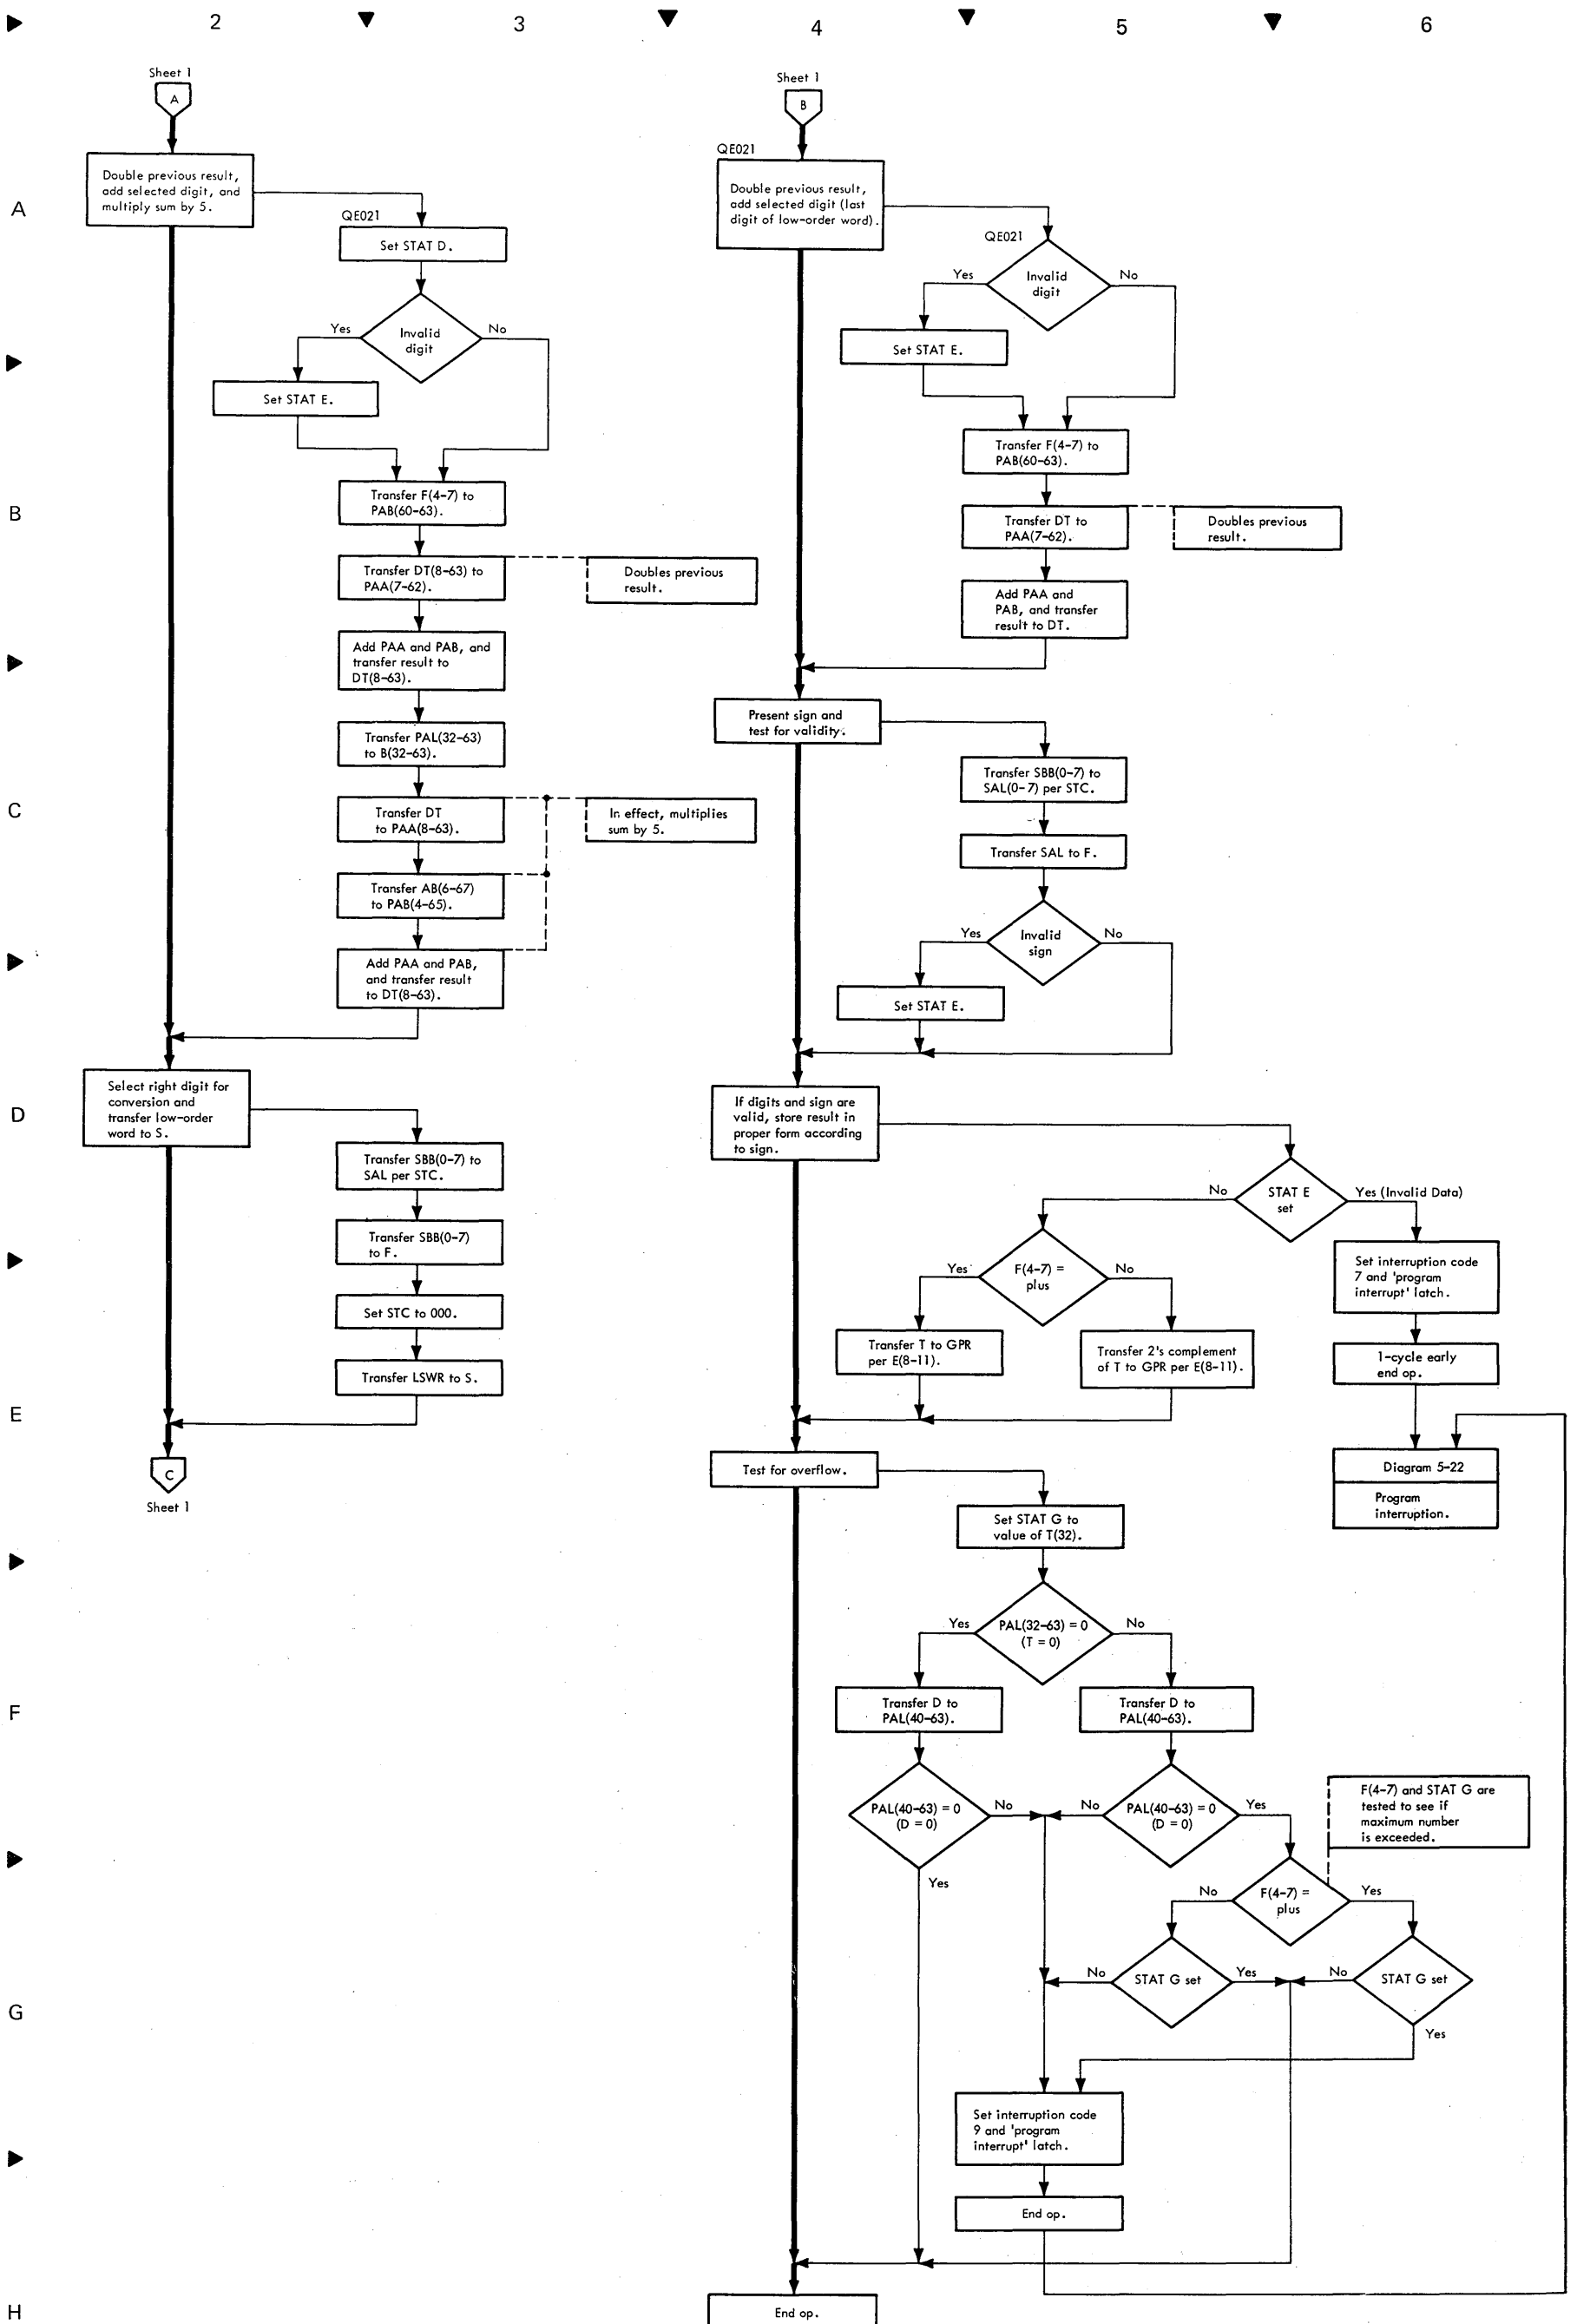 2
3
4
5
6
A
B
C
D
E
F
G
H
Sheet 1
A
Double previous result,
add selected digit, and
multiply sum by 5.
QE021
Set STAT D.
Invalid
digit
Yes
No
Set STAT E.
Transfer F(4-7) to
PAB(60-63).
Transfer DT(8-63) to
PAA(7-62).
Doubles previous
result.
Add PAA and PAB, and
transfer result to
DT(8-63).
Transfer PAL(32-63)
to B(32-63).
Transfer DT
to PAA(8-63).
In effect, multiplies
sum by 5.
Transfer AB(6-67)
to PAB(4-65).
Add PAA and PAB,
and transfer result
to DT(8-63).
Select right digit for
conversion and
transfer low-order
word to S.
Transfer SBB(0-7) to
SAL per STC.
Transfer SBB(0-7)
to F.
Set STC to 000.
Transfer LSWR to S.
C
Sheet 1
Sheet 1
B
QE021
Double previous result,
add selected digit (last
digit of low-order word).
QE021
Invalid
digit
Yes
No
Set STAT E.
Transfer F(4-7) to
PAB(60-63).
Transfer DT to
PAA(7-62).
Doubles previous
result.
Add PAA and
PAB, and transfer
result to DT.
Present sign and
test for validity.
Transfer SBB(0-7) to
SAL(0-7) per STC.
Transfer SAL to F.
Invalid
sign
Yes
No
Set STAT E.
If digits and sign are
valid, store result in
proper form according
to sign.
STAT E
set
No
Yes (Invalid Data)
F(4-7) =
plus
Yes
No
Set interruption code
7 and 'program
interrupt' latch.
Transfer T to GPR
per E(8-11).
Transfer 2's complement
of T to GPR per E(8-11).
1-cycle early
end op.
Diagram 5-22
Program
interruption.
Test for overflow.
Set STAT G to
value of T(32).
PAL(32-63) = 0
(T = 0)
Yes
No
Transfer D to
PAL(40-63).
Transfer D to
PAL(40-63).
PAL(40-63) = 0
(D = 0)
No
Yes
PAL(40-63) = 0
(D = 0)
No
Yes
F(4-7) and STAT G are
tested to see if
maximum number
is exceeded.
F(4-7) =
plus
No
Yes
STAT G set
No
Yes
STAT G set
No
Yes
Set interruption code
9 and 'program
interrupt' latch.
End op.
End op.